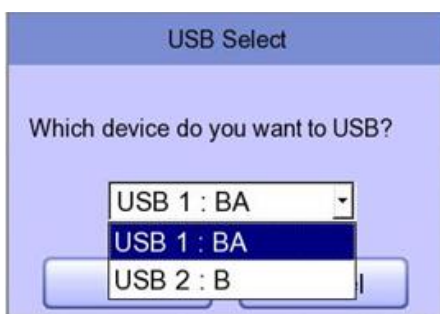 USB Select
Which device do you want to USB?
USB 1 : BA
USB 1 : BA
USB 2 : B